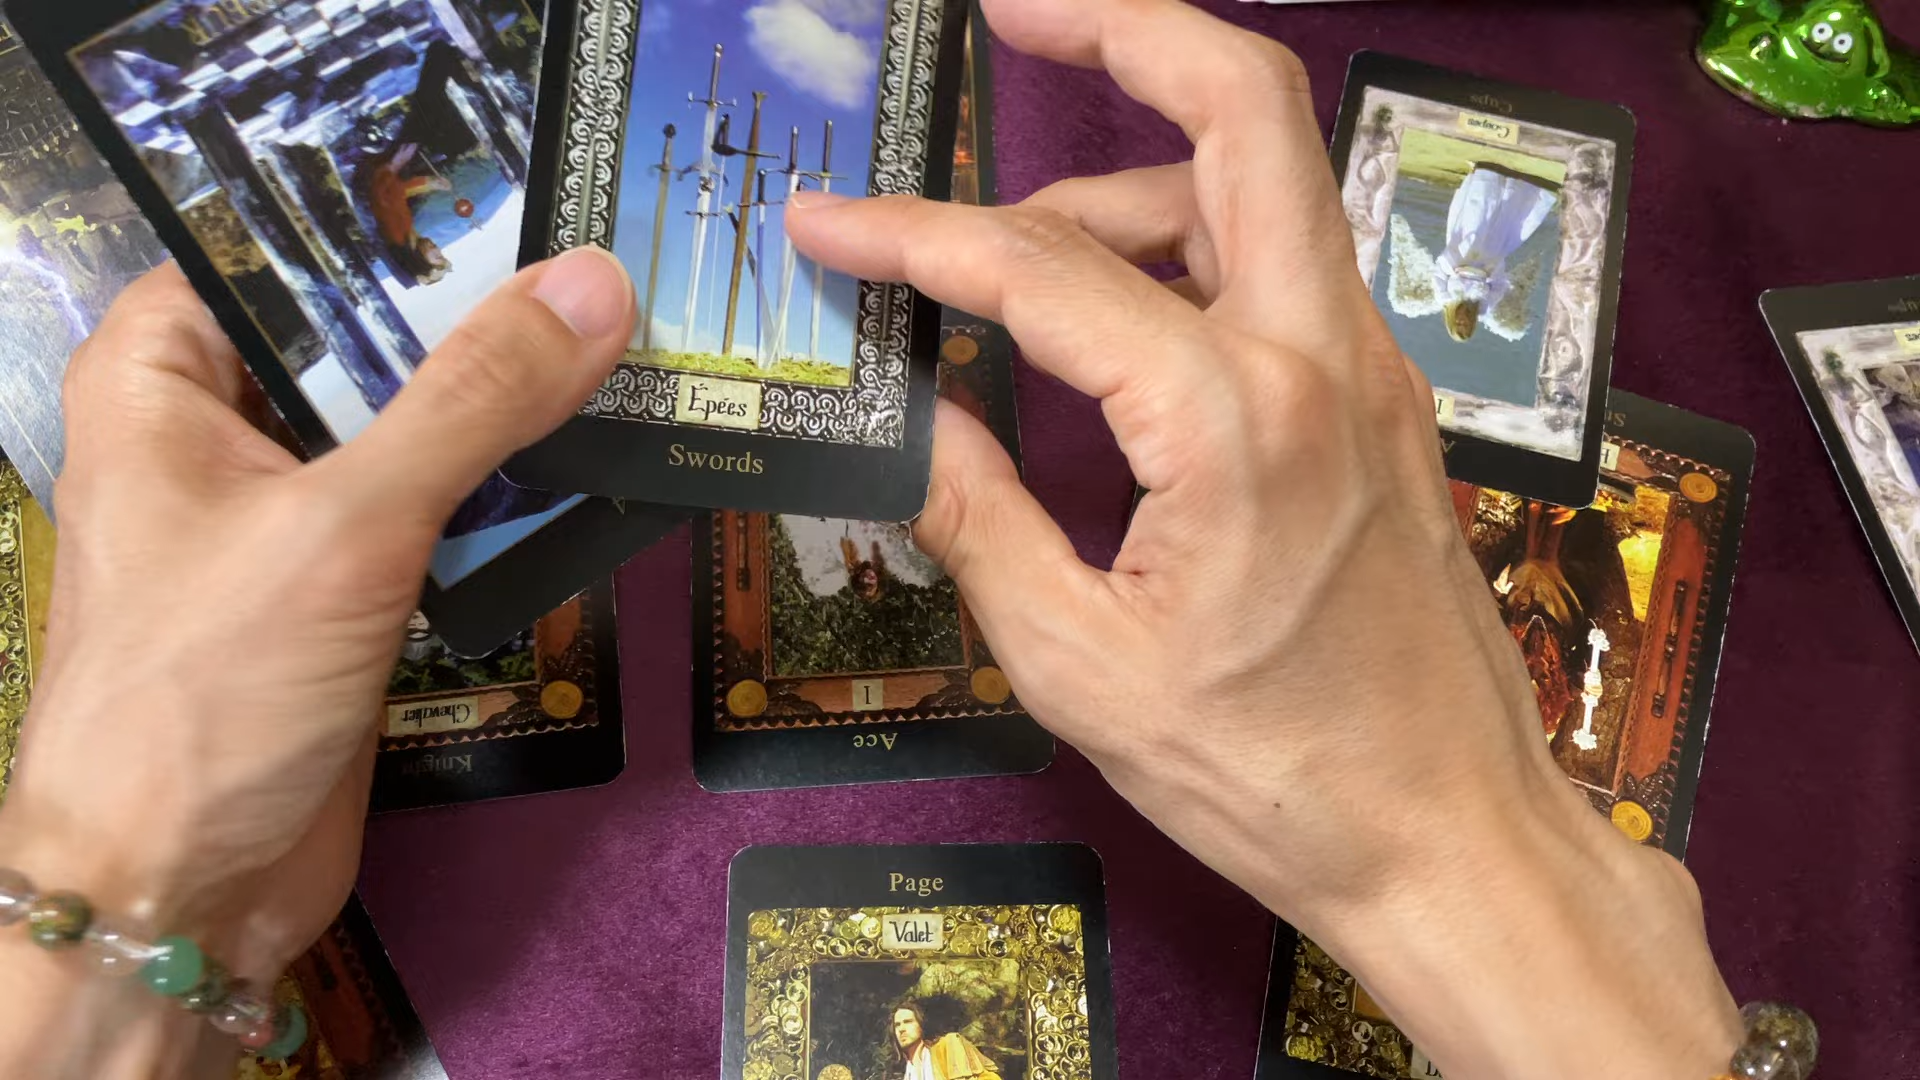 Épées
Swords
Cups
Coupes
I
Chevalier
Knight
I
Ace
Page
Valet